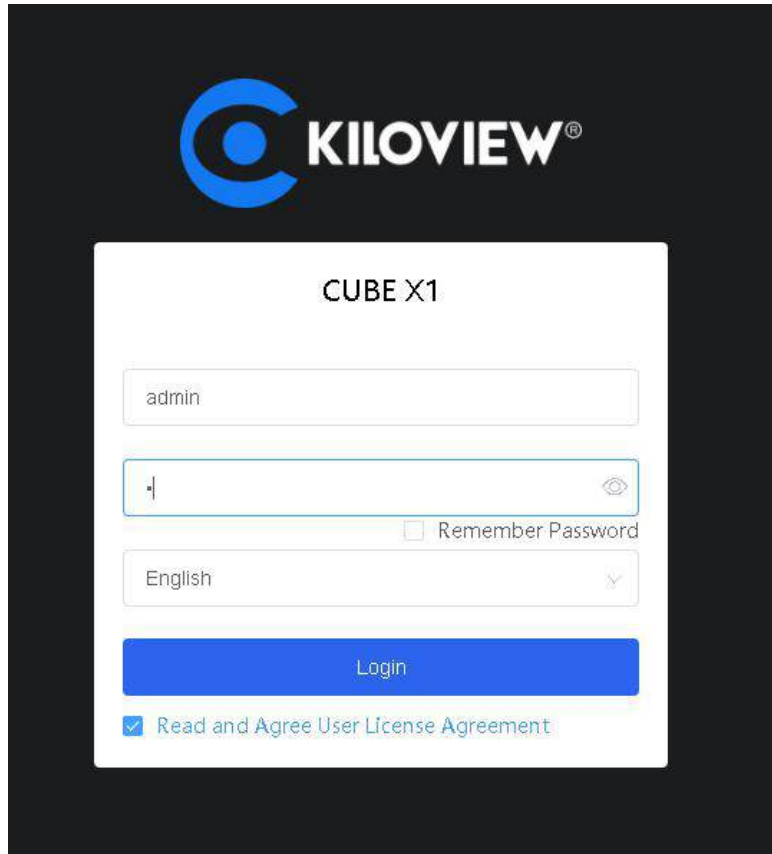 KILOVIEW®
CUBE X1
admin
Remember Password
English
Login
Read and Agree User License Agreement